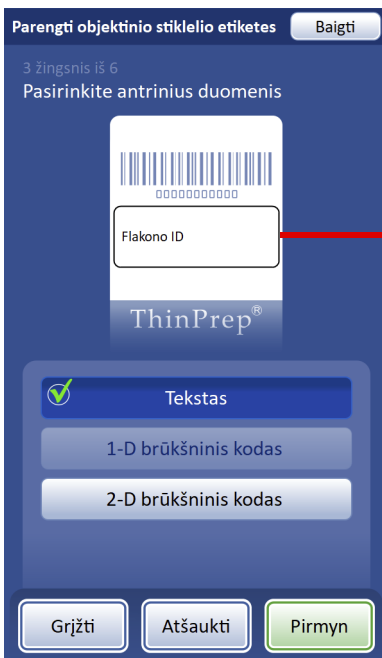 Parengti objektinio stiklelio etiketes
Baigti
3 žingsnis iš 6
Pasirinkite antrinius duomenis
Flakono ID
ThinPrep®
Tekstas
1-D brūkšninis kodas
2-D brūkšninis kodas
Grįžti
Atšaukti
Pirmyn